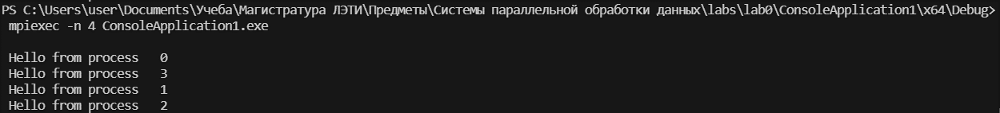 PS C:\Users\user\Documents\Учеба\Магистратура ЛЭТИ\Предметы\Системы параллельной обработки данных\labs\lab0\ConsoleApplication1\x64\Debug>
mpiexec -n 4 ConsoleApplication1.exe
Hello from process   0
Hello from process   3
Hello from process   1
Hello from process   2